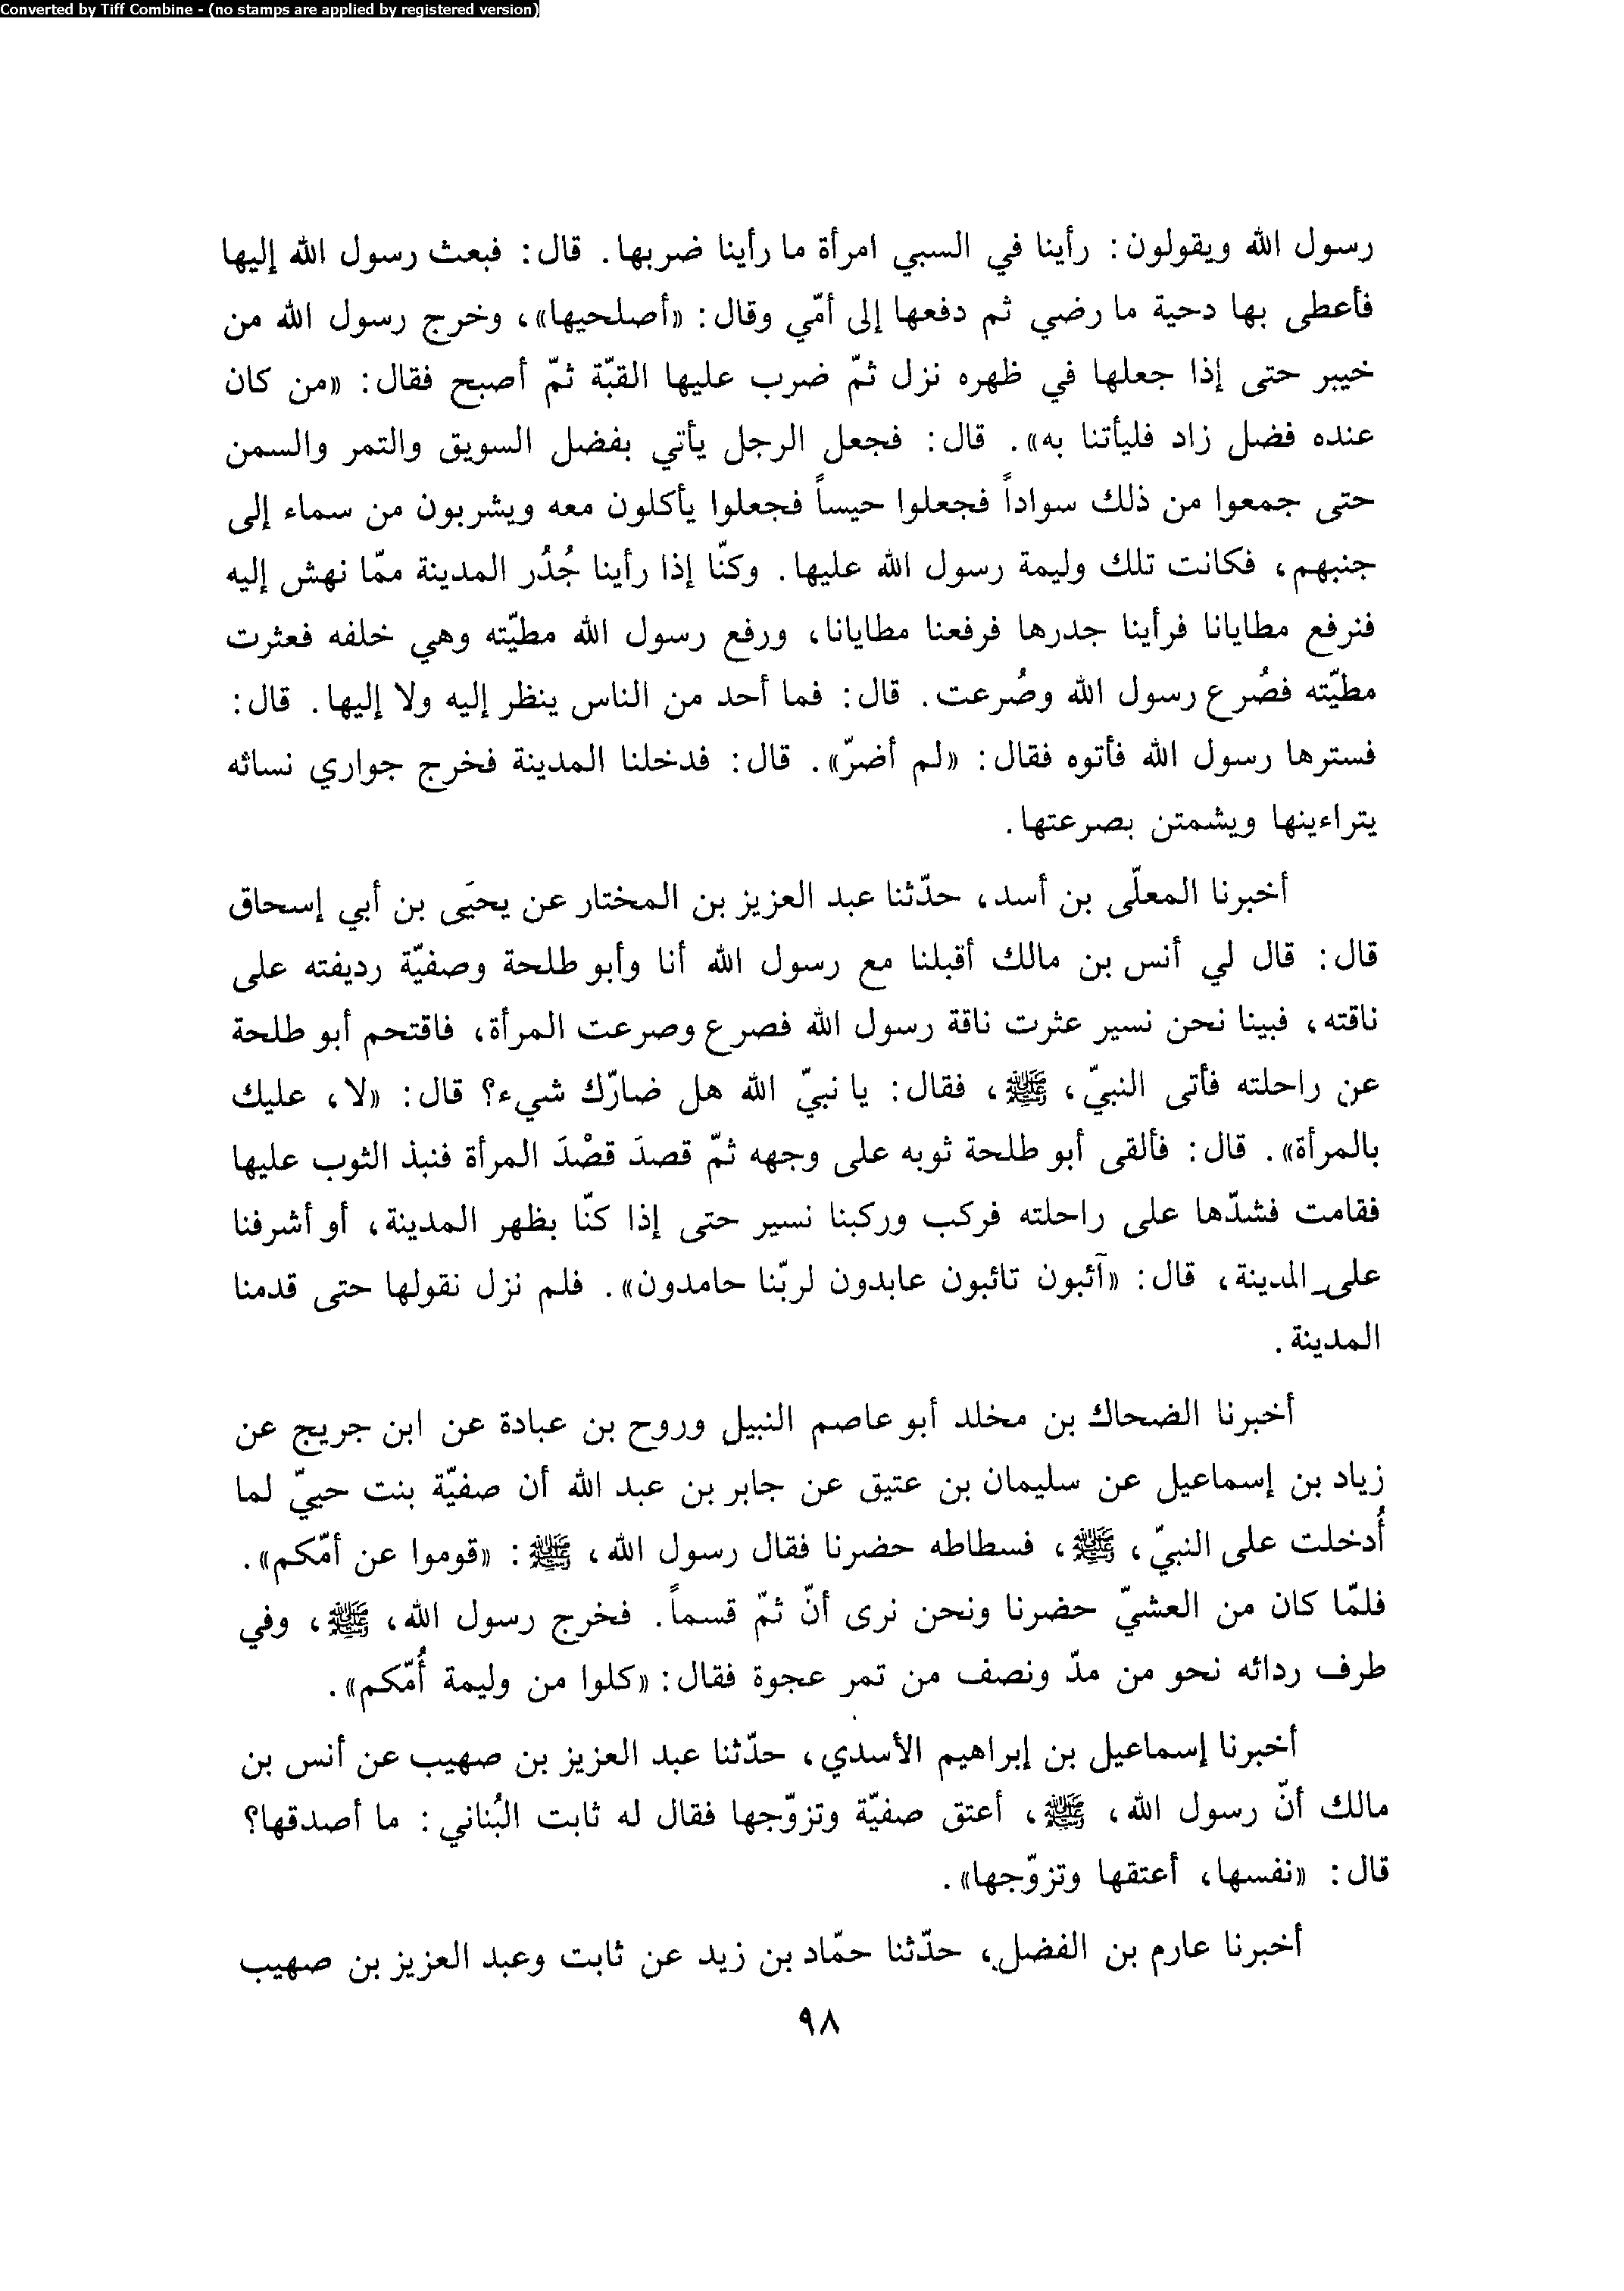 Converted by Tiff Combine - (no stamps are applied by registered version)
رسول الله ويقولون: رأينا في السبي امرأة ما رأينا ضربها. قال: فبعث رسول الله إليها
فأعطى بها دحية ما رضي ثم دفعها إلى أمّي وقال: «أصلحيها»، وخرج رسول الله من
خيبر حتى إذا جعلها في ظهره نزل ثمّ ضرب عليها القبّة ثمّ أصبح فقال: «من كان
عنده فضل زاد فليأتنا به». قال: فجعل الرجل يأتي بفضل السويق والتمر والسمن
حتى جمعوا من ذلك سواداً فجعلوا حيساً فجعلوا يأكلون معه ويشربون من سماء إلى
جنبهم، فكانت تلك وليمة رسول الله عليها. وكنّا إذا رأينا جُدُر المدينة ممّا نهش إليه
فنرفع مطايانا فرأينا جدرها فرفعنا مطايانا، ورفع رسول الله مطيّته وهي خلفه فعثرت
مطيّته فصُرع رسول الله وصُرعت. قال: فما أحد من الناس ينظر إليه ولا إليها. قال:
فسترها رسول الله فأتوه فقال: «لم أضرّ». قال: فدخلنا المدينة فخرج جواري نسائه
يتراءينها ويشمتن بصرعتها.
أخبرنا المعلّى بن أسد، حدّثنا عبد العزيز بن المختار عن يحيَى بن أبي إسحاق
قال: قال لي أنس بن مالك أقبلنا مع رسول الله أنا وأبو طلحة وصفيّة رديفته على
ناقته، فبينا نحن نسير عثرت ناقة رسول الله فصرع وصرعت المرأة، فاقتحم أبو طلحة
عن راحلته فأتى النبيّ، ﷺ، فقال: يا نبيّ الله هل ضارّك شيء؟ قال: «لا، عليك
بالمرأة». قال: فألقى أبو طلحة ثوبه على وجهه ثمّ قصدَ قصْدَ المرأة فنبذ الثوب عليها
فقامت فشدّها على راحلته فركب وركبنا نسير حتى إذا كنّا بظهر المدينة، أو أشرفنا
على المدينة، قال: «آئبون تائبون عابدون لربّنا حامدون». فلم نزل نقولها حتى قدمنا
المدينة.
أخبرنا الضحاك بن مخلد أبو عاصم النبيل وروح بن عبادة عن ابن جريج عن
زياد بن إسماعيل عن سليمان بن عتيق عن جابر بن عبد الله أن صفيّة بنت حييّ لما
أُدخلت على النبيّ، ﷺ، فسطاطه حضرنا فقال رسول الله، ﷺ: «قوموا عن أمّكم».
فلمّا كان من العشيّ حضرنا ونحن نرى أنّ ثمّ قسماً. فخرج رسول الله، ﷺ، وفي
طرف ردائه نحو من مدّ ونصف من تمر عجوة فقال: «كلوا من وليمة أُمّكم».
أخبرنا إسماعيل بن إبراهيم الأسدي، حدّثنا عبد العزيز بن صهيب عن أنس بن
مالك أنّ رسول الله، ﷺ، أعتق صفيّة وتزوّجها فقال له ثابت البُناني: ما أصدقها؟
قال: «نفسها، أعتقها وتزوّجها».
أخبرنا عارم بن الفضل، حدّثنا حمّاد بن زيد عن ثابت وعبد العزيز بن صهيب
٩٨